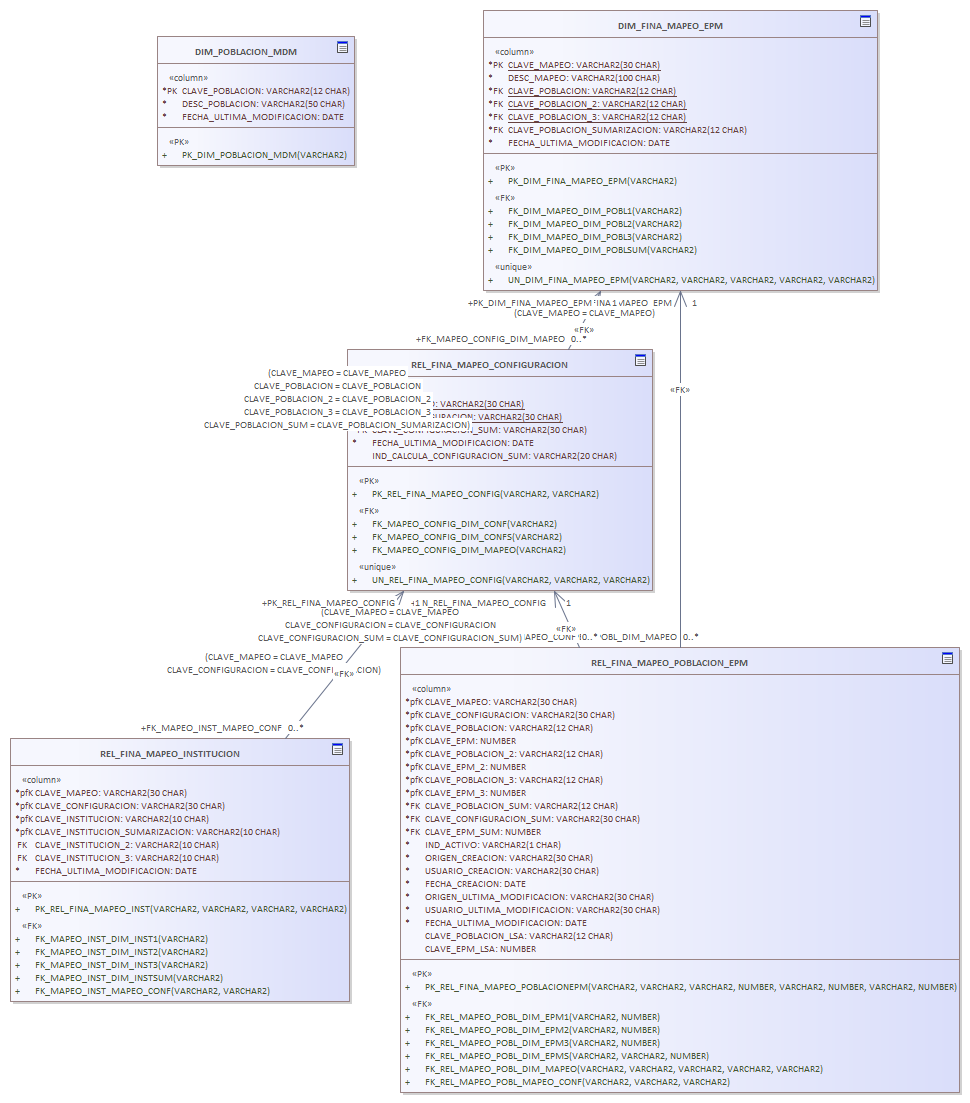 DIM_POBLACION_MDM
«column»
*PK CLAVE_POBLACION: VARCHAR2(12 CHAR)
* DESC_POBLACION: VARCHAR2(50 CHAR)
* FECHA_ULTIMA_MODIFICACION: DATE
«PK»
+ PK_DIM_POBLACION_MDM(VARCHAR2)
DIM_FINA_MAPEO_EPM
«column»
*PK CLAVE_MAPEO: VARCHAR2(30 CHAR)
* DESC_MAPEO: VARCHAR2(100 CHAR)
*FK CLAVE_POBLACION: VARCHAR2(12 CHAR)
*FK CLAVE_POBLACION_2: VARCHAR2(12 CHAR)
*FK CLAVE_POBLACION_3: VARCHAR2(12 CHAR)
*FK CLAVE_POBLACION_SUMARIZACION: VARCHAR2(12 CHAR)
* FECHA_ULTIMA_MODIFICACION: DATE
«PK»
+ PK_DIM_FINA_MAPEO_EPM(VARCHAR2)
«FK»
+ FK_DIM_MAPEO_DIM_POBL1(VARCHAR2)
+ FK_DIM_MAPEO_DIM_POBL2(VARCHAR2)
+ FK_DIM_MAPEO_DIM_POBL3(VARCHAR2)
+ FK_DIM_MAPEO_DIM_POBLSUM(VARCHAR2)
«unique»
+ UN_DIM_FINA_MAPEO_EPM(VARCHAR2, VARCHAR2, VARCHAR2, VARCHAR2, VARCHAR2)
+PK_DIM_FINA_MAPEO_EPM MAPEO_EPM 1
(CLAVE_MAPEO = CLAVE_MAPEO)
«FK»
+FK_MAPEO_CONFIG_DIM_MAPEO 0..*
«FK»
REL_FINA_MAPEO_CONFIGURACION
(CLAVE_MAPEO = CLAVE_MAPEO
CLAVE_POBLACION = CLAVE_POBLACION
CLAVE_POBLACION_2 = CLAVE_POBLACION_2
CLAVE_POBLACION_3 = CLAVE_POBLACION_3
CLAVE_POBLACION_SUM = CLAVE_POBLACION_SUMARIZACION)
: VARCHAR2(30 CHAR)
: VARCHAR2(30 CHAR)
_SUM: VARCHAR2(30 CHAR)
* FECHA_ULTIMA_MODIFICACION: DATE
IND_CALCULA_CONFIGURACION_SUM: VARCHAR2(20 CHAR)
«PK»
+ PK_REL_FINA_MAPEO_CONFIG(VARCHAR2, VARCHAR2)
«FK»
+ FK_MAPEO_CONFIG_DIM_CONF(VARCHAR2)
+ FK_MAPEO_CONFIG_DIM_CONFS(VARCHAR2)
+ FK_MAPEO_CONFIG_DIM_MAPEO(VARCHAR2)
«unique»
+ UN_REL_FINA_MAPEO_CONFIG(VARCHAR2, VARCHAR2, VARCHAR2)
+PK_REL_FINA_MAPEO_CONFIG +1 N_REL_FINA_MAPEO_CONFIG 1
(CLAVE_MAPEO = CLAVE_MAPEO
CLAVE_CONFIGURACION = CLAVE_CONFIGURACION
«FK»
CLAVE_CONFIGURACION_SUM = CLAVE_CONFIGURACION_SUM) 0..* POBL_DIM_MAPEO 0..*
(CLAVE_MAPEO = CLAVE_MAPEO
CLAVE_CONFIGURACION =
«FK»
+FK_MAPEO_INST_MAPEO_CONF 0..*
REL_FINA_MAPEO_INSTITUCION
«column»
*pfK CLAVE_MAPEO: VARCHAR2(30 CHAR)
*pfK CLAVE_CONFIGURACION: VARCHAR2(30 CHAR)
*pfK CLAVE_INSTITUCION: VARCHAR2(10 CHAR)
*pfK CLAVE_INSTITUCION_SUMARIZACION: VARCHAR2(10 CHAR)
FK CLAVE_INSTITUCION_2: VARCHAR2(10 CHAR)
FK CLAVE_INSTITUCION_3: VARCHAR2(10 CHAR)
* FECHA_ULTIMA_MODIFICACION: DATE
«PK»
+ PK_REL_FINA_MAPEO_INST(VARCHAR2, VARCHAR2, VARCHAR2, VARCHAR2)
«FK»
+ FK_MAPEO_INST_DIM_INST1(VARCHAR2)
+ FK_MAPEO_INST_DIM_INST2(VARCHAR2)
+ FK_MAPEO_INST_DIM_INST3(VARCHAR2)
+ FK_MAPEO_INST_DIM_INSTSUM(VARCHAR2)
+ FK_MAPEO_INST_MAPEO_CONF(VARCHAR2, VARCHAR2)
REL_FINA_MAPEO_POBLACION_EPM
«column»
*pfK CLAVE_MAPEO: VARCHAR2(30 CHAR)
*pfK CLAVE_CONFIGURACION: VARCHAR2(30 CHAR)
*pfK CLAVE_POBLACION: VARCHAR2(12 CHAR)
*pfK CLAVE_EPM: NUMBER
*pfK CLAVE_POBLACION_2: VARCHAR2(12 CHAR)
*pfK CLAVE_EPM_2: NUMBER
*pfK CLAVE_POBLACION_3: VARCHAR2(12 CHAR)
*pfK CLAVE_EPM_3: NUMBER
*FK CLAVE_POBLACION_SUM: VARCHAR2(12 CHAR)
*FK CLAVE_CONFIGURACION_SUM: VARCHAR2(30 CHAR)
*FK CLAVE_EPM_SUM: NUMBER
* IND_ACTIVO: VARCHAR2(1 CHAR)
* ORIGEN_CREACION: VARCHAR2(30 CHAR)
* USUARIO_CREACION: VARCHAR2(30 CHAR)
* FECHA_CREACION: DATE
* ORIGEN_ULTIMA_MODIFICACION: VARCHAR2(30 CHAR)
* USUARIO_ULTIMA_MODIFICACION: VARCHAR2(30 CHAR)
* FECHA_ULTIMA_MODIFICACION: DATE
CLAVE_POBLACION_LSA: VARCHAR2(12 CHAR)
CLAVE_EPM_LSA: NUMBER
«PK»
+ PK_REL_FINA_MAPEO_POBLACIONEPM(VARCHAR2, VARCHAR2, VARCHAR2, NUMBER, VARCHAR2, NUMBER, VARCHAR2, NUMBER)
«FK»
+ FK_REL_MAPEO_POBL_DIM_EPM1(VARCHAR2, NUMBER)
+ FK_REL_MAPEO_POBL_DIM_EPM2(VARCHAR2, NUMBER)
+ FK_REL_MAPEO_POBL_DIM_EPM3(VARCHAR2, NUMBER)
+ FK_REL_MAPEO_POBL_DIM_EPMS(VARCHAR2, VARCHAR2, NUMBER)
+ FK_REL_MAPEO_POBL_DIM_MAPEO(VARCHAR2, VARCHAR2, VARCHAR2, VARCHAR2, VARCHAR2)
+ FK_REL_MAPEO_POBL_MAPEO_CONF(VARCHAR2, VARCHAR2, VARCHAR2)